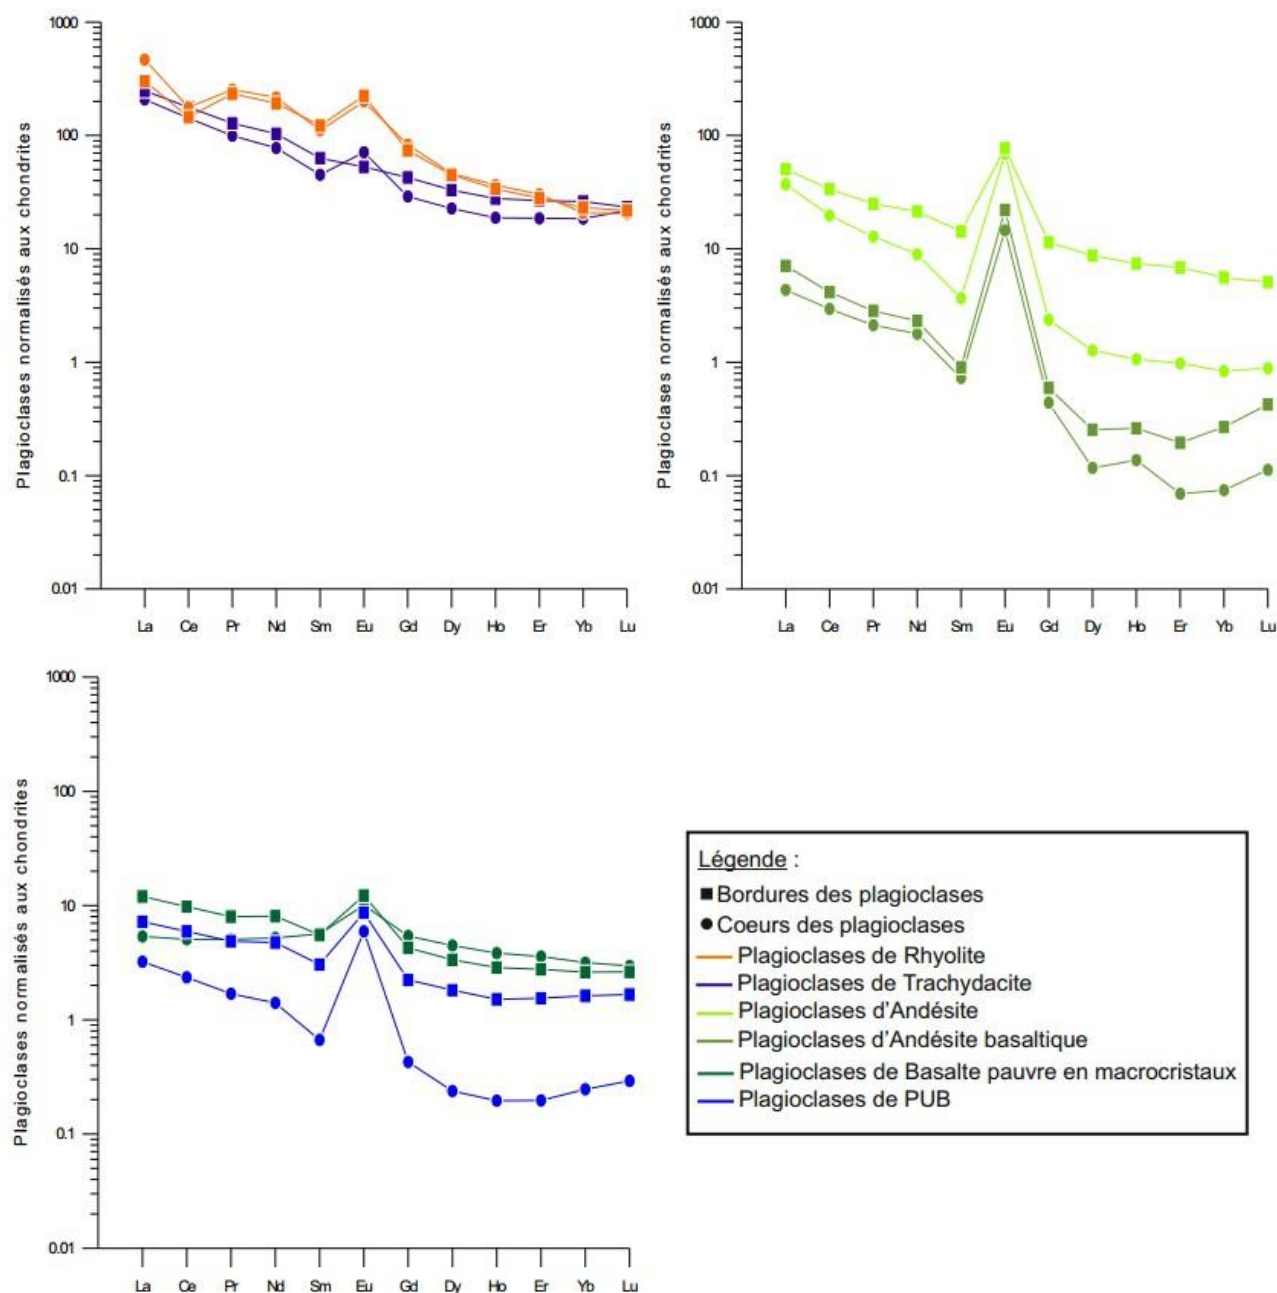 Plagioclases normalisés aux chondrites
1000
100
10
1
0.1
0.01
La Ce Pr Nd Sm Eu Gd Dy Ho Er Yb Lu
Plagioclases normalisés aux chondrites
1000
100
10
1
0.1
0.01
La Ce Pr Nd Sm Eu Gd Dy Ho Er Yb Lu
Plagioclases normalisés aux chondrites
1000
100
10
1
0.1
0.01
La Ce Pr Nd Sm Eu Gd Dy Ho Er Yb Lu
Légende :
Bordures des plagioclases
Coeurs des plagioclases
Plagioclases de Rhyolite
Plagioclases de Trachydacite
Plagioclases d'Andésite
Plagioclases d'Andésite basaltique
Plagioclases de Basalte pauvre en macrocristaux
Plagioclases de PUB